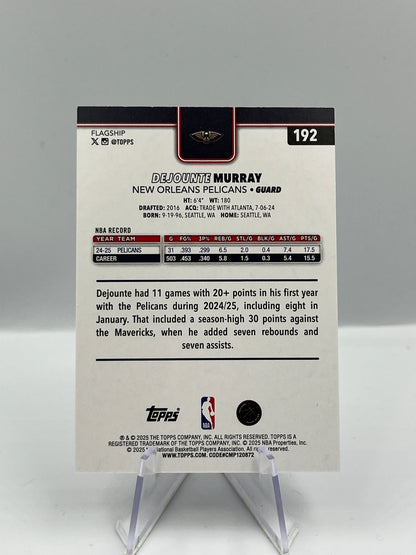 FLAGSHIP
X @TOPPS
192
DEJOUNTE MURRAY
NEW ORLEANS PELICANS • GUARD
HT: 6'4" WT: 180
DRAFTED: 2016 ACQ: TRADE WITH ATLANTA, 7-06-24
BORN: 9-19-96, SEATTLE, WA HOME: SEATTLE, WA
NBA RECORD
YEAR TEAM G FG% 3P% REB/G STL/G BLK/G AST/G PTS/G
24-25 PELICANS 31 .393 .299 6.5 2.0 0.4 7.4 17.5
CAREER 503 .453 .340 5.8 1.5 0.3 5.4 15.5
Dejounte had 11 games with 20+ points in his first year
with the Pelicans during 2024/25, including eight in
January. That included a season-high 30 points against
the Mavericks, when he added seven rebounds and
seven assists.
topps
NBA
® & © 2025 THE TOPPS COMPANY, INC. ALL RIGHTS RESERVED. TOPPS IS A
REGISTERED TRADEMARK OF THE TOPPS COMPANY, INC. © 2025 NBA Properties, Inc.
© 2025 National Basketball Players Association. All rights reserved.
WWW.TOPPS.COM. CODE#CMP120872